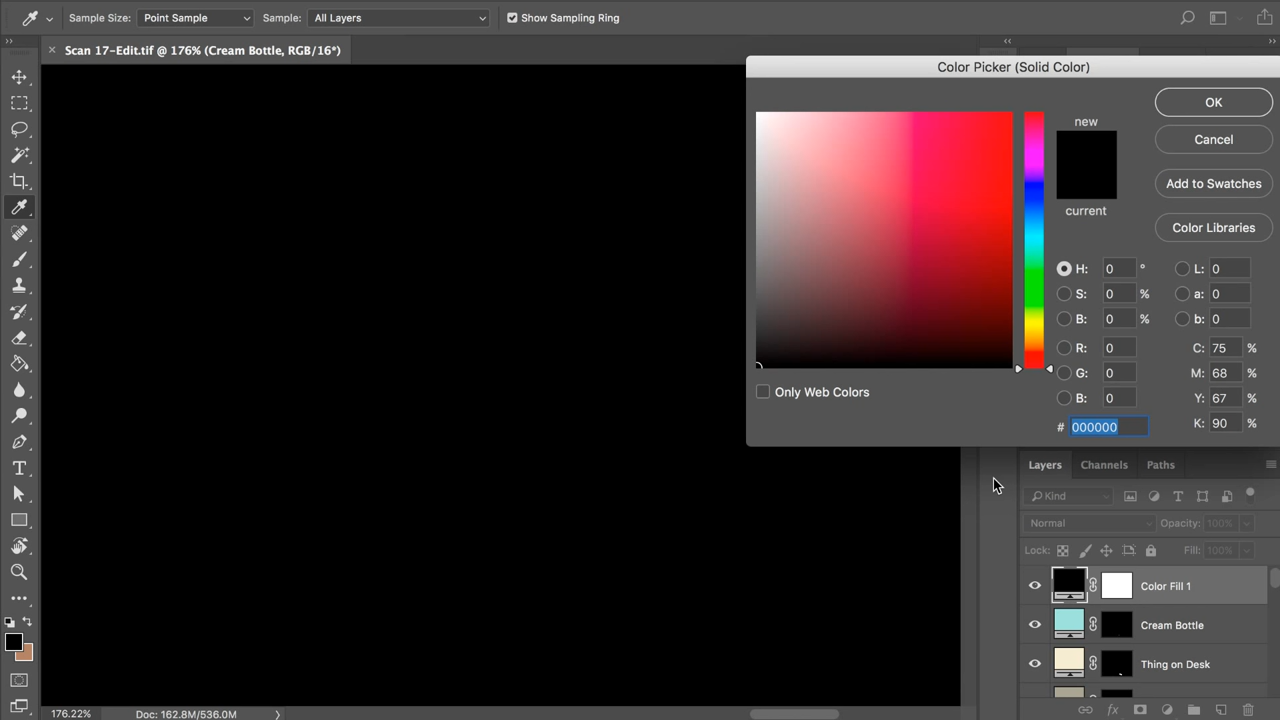 Sample Size: Point Sample Sample: All Layers Show Sampling Ring
Scan 17-Edit.tif @ 176% (Cream Bottle, RGB/16*)
Color Picker (Solid Color)
new
current
OK
Cancel
Add to Swatches
Color Libraries
H: 0 ° L: 0
S: 0 % a: 0
B: 0 % b: 0
R: 0 C: 75 %
G: 0 M: 68 %
B: 0 Y: 67 %
# 000000 K: 90 %
Only Web Colors
Layers Channels Paths
Kind
Normal Opacity: 100%
Lock: Fill: 100%
Color Fill 1
Cream Bottle
Thing on Desk
176.22% Doc: 162.8M/536.0M